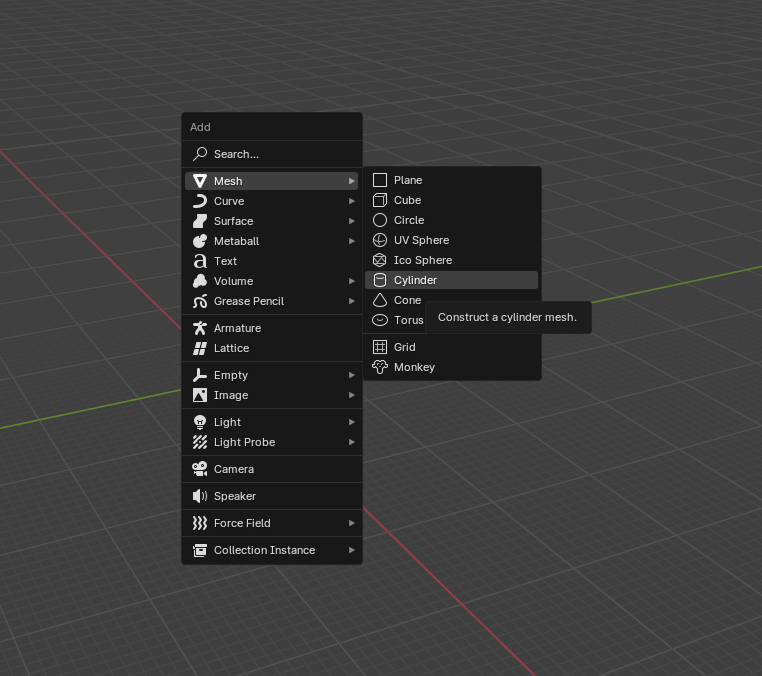 Add
Search...
Mesh
Curve
Surface
Metaball
Text
Volume
Grease Pencil
Armature
Lattice
Empty
Image
Light
Light Probe
Camera
Speaker
Force Field
Collection Instance
Plane
Cube
Circle
UV Sphere
Ico Sphere
Cylinder
Cone
Torus
Grid
Monkey
Construct a cylinder mesh.